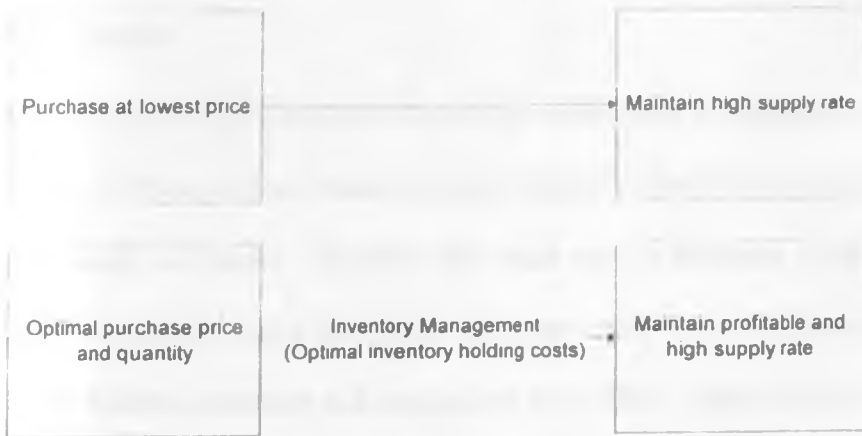 Purchase at lowest price
Maintain high supply rate
Optimal purchase price
and quantity
Inventory Management
(Optimal inventory holding costs)
Maintain profitable and
high supply rate